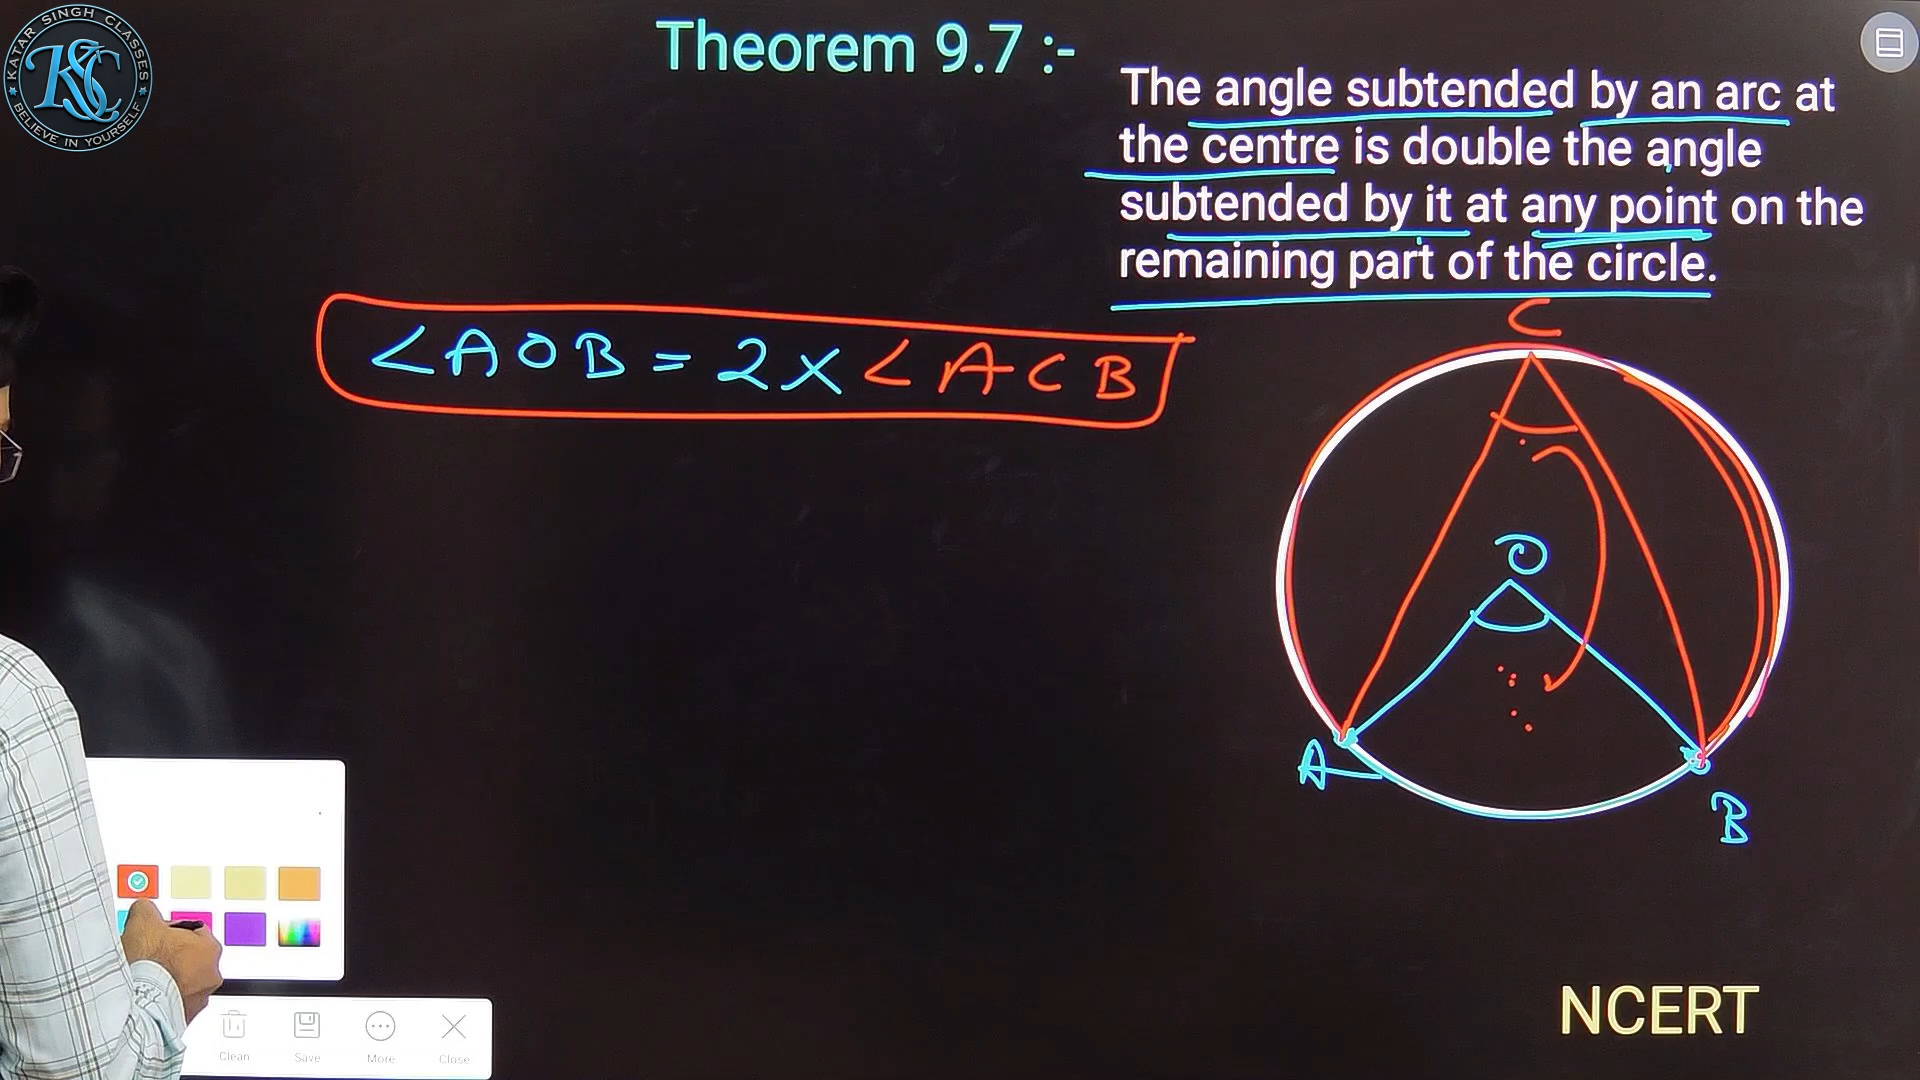 KATAR SINGH CLASSES
KSC
BELIEVE IN YOURSELF
Theorem 9.7 :-
The angle subtended by an arc at
the centre is double the angle
subtended by it at any point on the
remaining part of the circle.
<AOB = 2 X <ACB
C
O
A
B
Clean Save More Close
NCERT